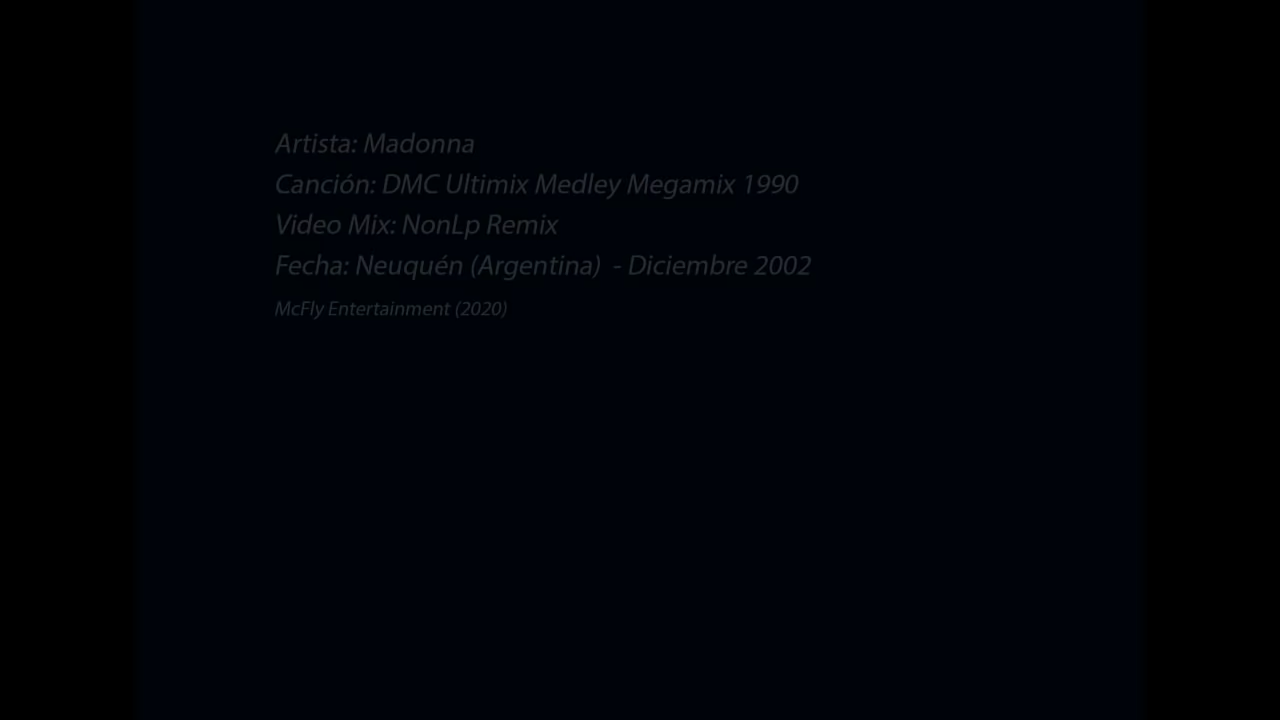 Artista: Madonna
Canción: DMC Ultimix Medley Megamix 1990
Video Mix: NonLp Remix
Fecha: Neuquén (Argentina) - Diciembre 2002
McFly Entertainment (2020)